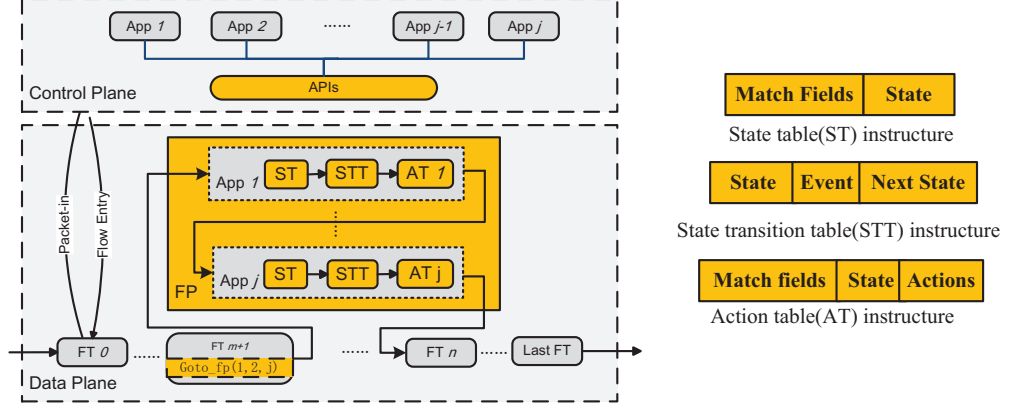 App 1
App 2
......
App j-1
App j
APIs
Control Plane
Packet-in
Flow Entry
App 1
ST
STT
AT 1
......
App j
ST
STT
AT j
FP
FT 0
......
FT m+1
Goto_fp(1,2,j)
......
FT n
......
Last FT
Data Plane
Match Fields State
State table(ST) instructure
State Event Next State
State transition table(STT) instructure
Match fields State Actions
Action table(AT) instructure